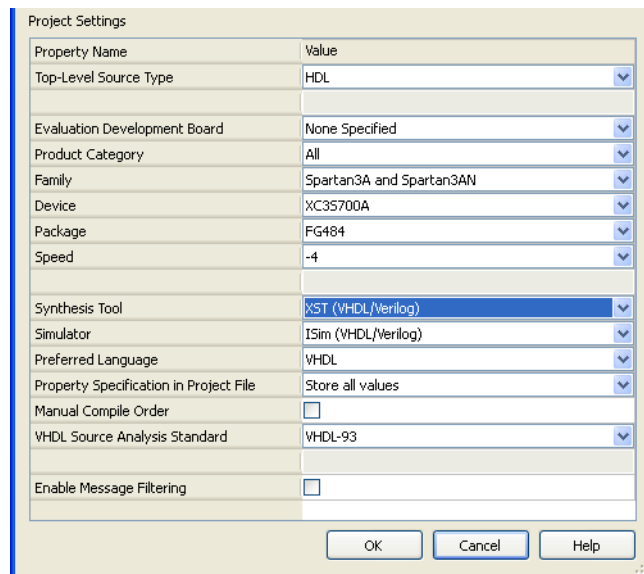 Project Settings
Property Name Value
Top-Level Source Type HDL
Evaluation Development Board None Specified
Product Category All
Family Spartan3A and Spartan3AN
Device XC3S700A
Package FG484
Speed -4
Synthesis Tool XST (VHDL/Verilog)
Simulator ISim (VHDL/Verilog)
Preferred Language VHDL
Property Specification in Project File Store all values
Manual Compile Order
VHDL Source Analysis Standard VHDL-93
Enable Message Filtering
OK Cancel Help